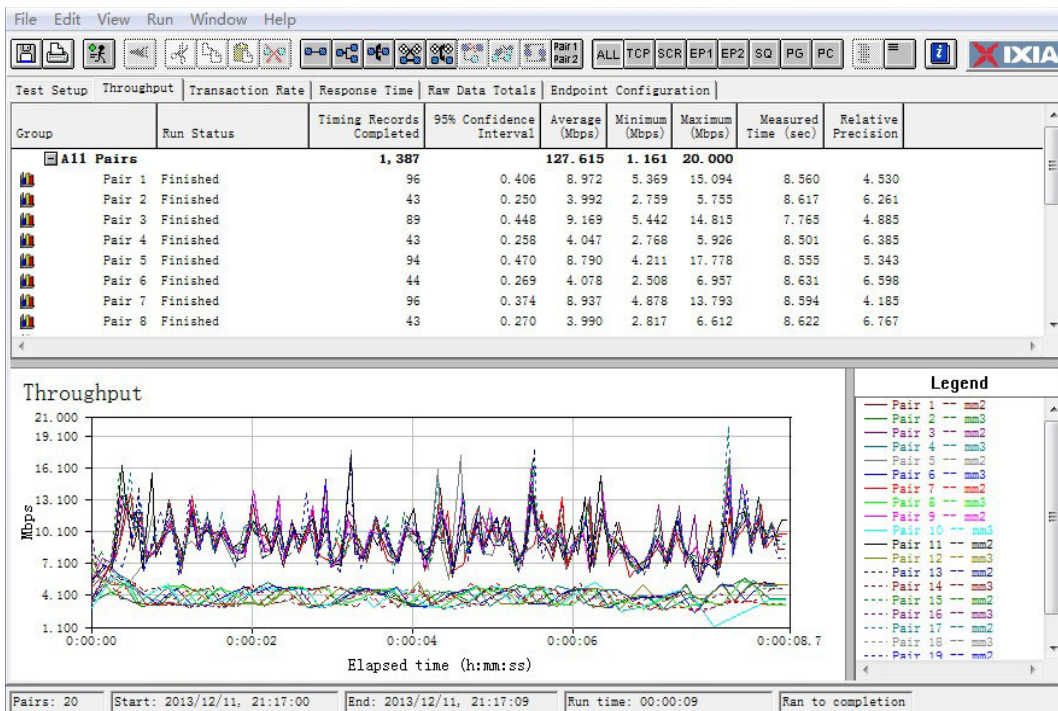 File Edit View Run Window Help
Pair 1 Pair 2 ALL TCP SCR EP1 EP2 SQ PG PC i IXIA
Test Setup Throughput Transaction Rate Response Time Raw Data Totals Endpoint Configuration
Group Run Status Timing Records Completed 95% Confidence Interval Average (Mbps) Minimum (Mbps) Maximum (Mbps) Measured Time (sec) Relative Precision
All Pairs 1,387 127.615 1.161 20.000
Pair 1 Finished 96 0.406 8.972 5.369 15.094 8.560 4.530
Pair 2 Finished 43 0.250 3.992 2.759 5.755 8.617 6.261
Pair 3 Finished 89 0.448 9.169 5.442 14.815 7.765 4.885
Pair 4 Finished 43 0.258 4.047 2.768 5.926 8.501 6.385
Pair 5 Finished 94 0.470 8.790 4.211 17.778 8.555 5.343
Pair 6 Finished 44 0.269 4.078 2.508 6.957 8.631 6.598
Pair 7 Finished 96 0.374 8.937 4.878 13.793 8.594 4.185
Pair 8 Finished 43 0.270 3.990 2.817 6.612 8.622 6.767
Throughput
Mbps
21.000
19.100
16.100
13.100
10.100
7.100
4.100
1.100
0:00:00 0:00:02 0:00:04 0:00:06 0:00:08.7
Elapsed time (h:mm:ss)
Legend
Pair 1 -- mm2
Pair 2 -- mm3
Pair 3 -- mm2
Pair 4 -- mm3
Pair 5 -- mm2
Pair 6 -- mm3
Pair 7 -- mm2
Pair 8 -- mm3
Pair 9 -- mm2
Pair 10 -- mm3
Pair 11 -- mm2
Pair 12 -- mm3
Pair 13 -- mm2
Pair 14 -- mm3
Pair 15 -- mm2
Pair 16 -- mm3
Pair 17 -- mm2
Pair 18 -- mm3
Pair 19 -- mm2
Pairs: 20 Start: 2013/12/11, 21:17:00 End: 2013/12/11, 21:17:09 Run time: 00:00:09 Ran to completion